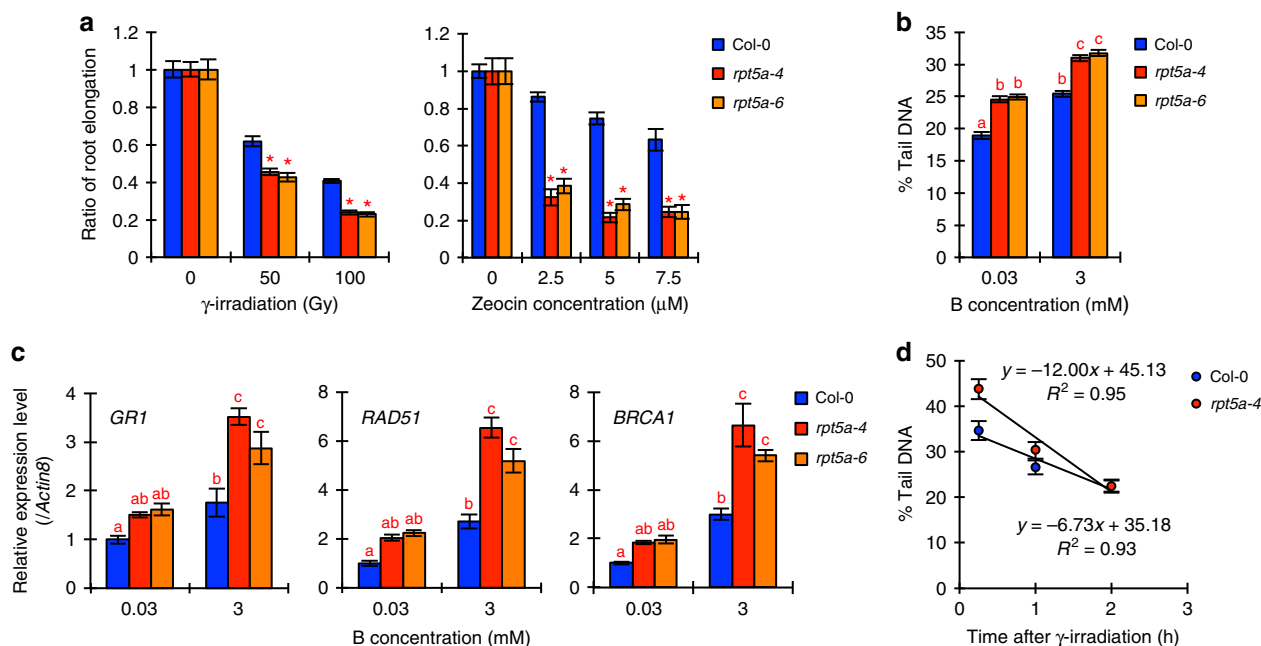 a
1.2
1
0.8
0.6
0.4
0.2
0
Ratio of root elongation
* *
* *
0 50 100
γ-irradiation (Gy)
1.2
1
0.8
0.6
0.4
0.2
0
* *
* *
* *
0 2.5 5 7.5
Zeocin concentration (μM)
Col-0
rpt5a-4
rpt5a-6
b
35
30
25
20
15
10
5
0
% Tail DNA
a b b
b c c
0.03 3
B concentration (mM)
Col-0
rpt5a-4
rpt5a-6
c
Relative expression level
(/Actin8)
4
3
2
1
0
GR1
a ab ab
b c c
0.03 3
8
6
4
2
0
RAD51
a ab ab
b c c
0.03 3
8
6
4
2
0
BRCA1
a ab ab
b c c
0.03 3
B concentration (mM)
Col-0
rpt5a-4
rpt5a-6
d
50
40
30
20
10
0
% Tail DNA
y = −12.00x + 45.13
R² = 0.95
y = −6.73x + 35.18
R² = 0.93
0 1 2 3
Time after γ-irradiation (h)
Col-0
rpt5a-4